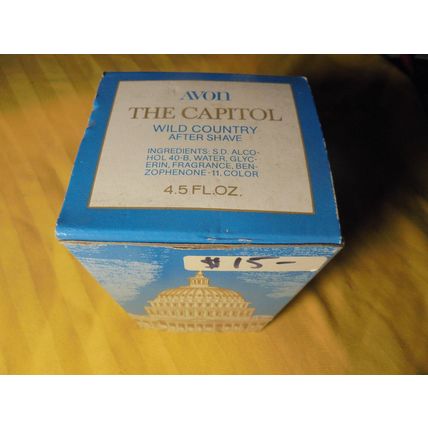 AVON
THE CAPITOL
WILD COUNTRY
AFTER SHAVE
INGREDIENTS: S.D. ALCO-
HOL 40-B, WATER, GLYC-
ERIN, FRAGRANCE, BEN-
ZOPHENONE-11, COLOR
4.5 FL.OZ.
$15-